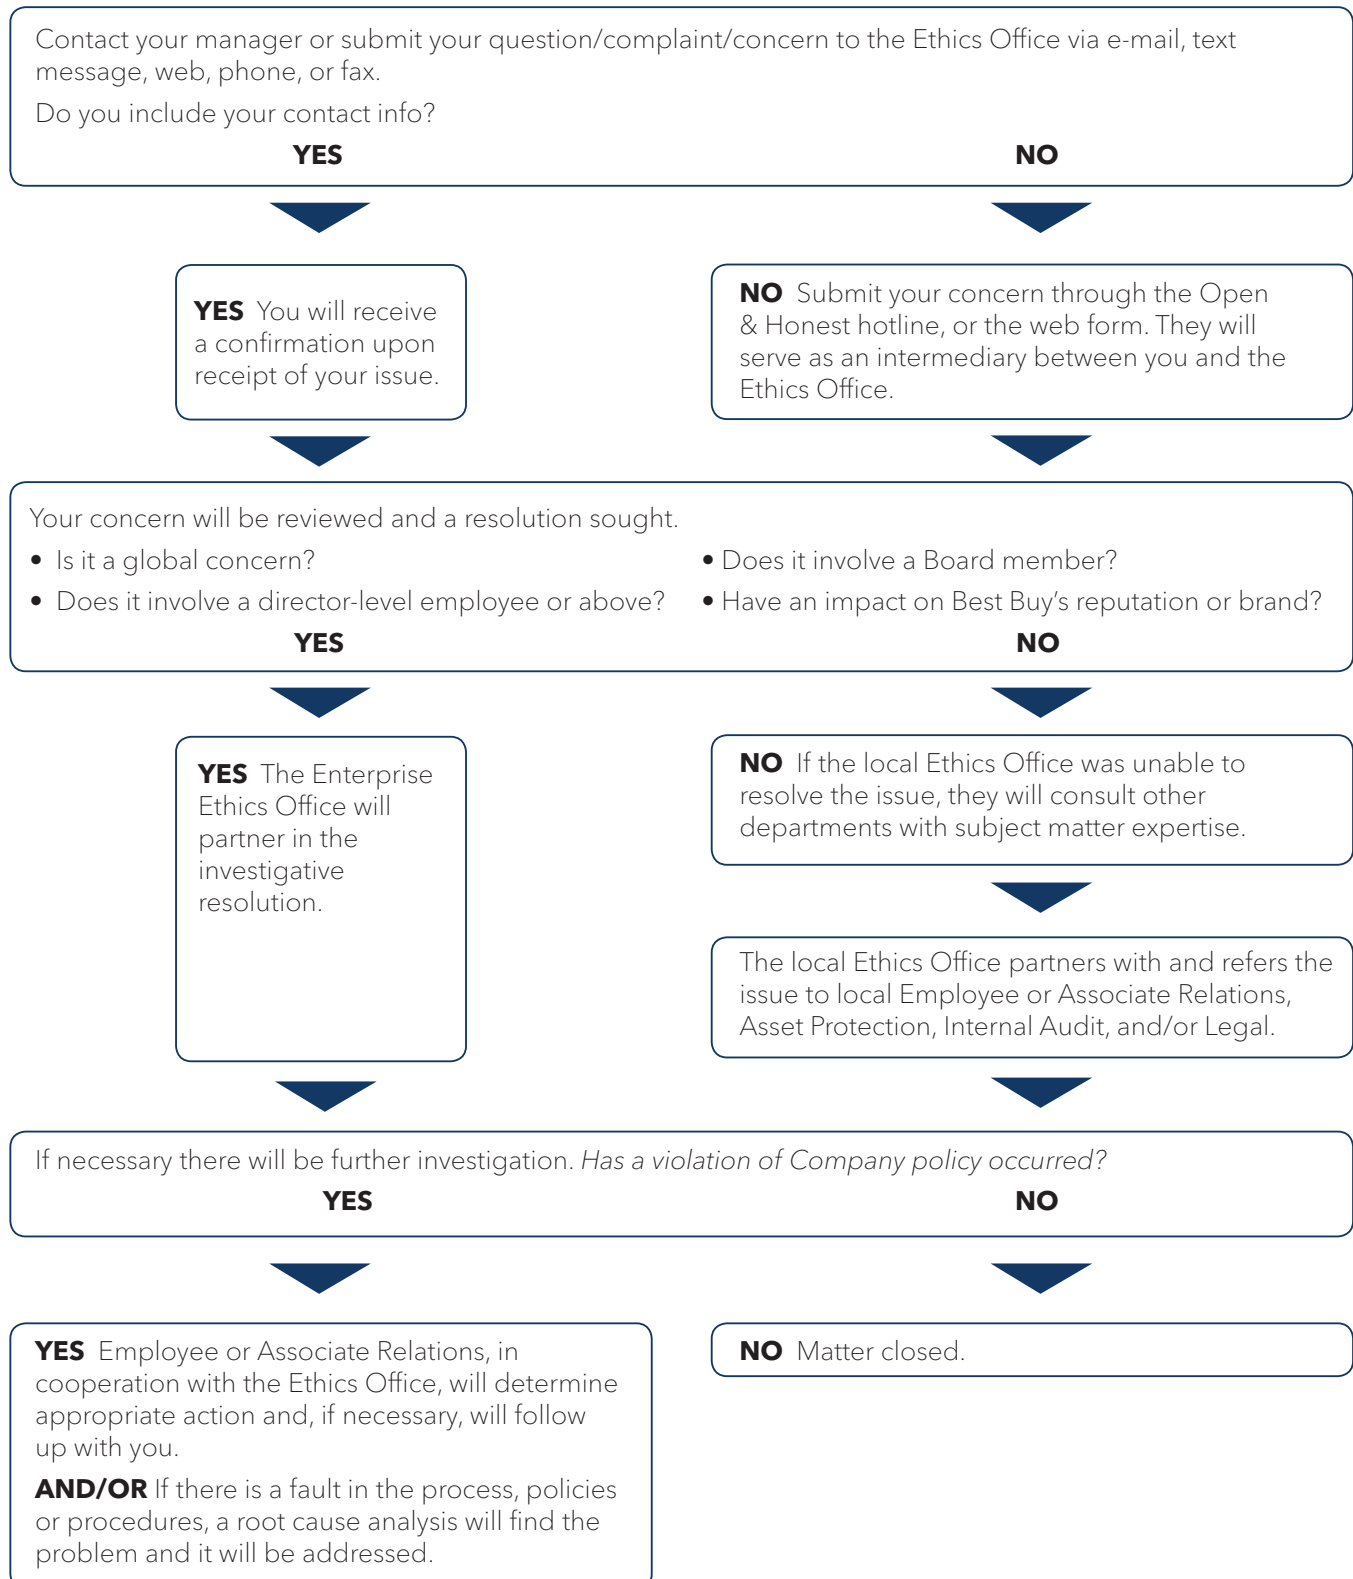 Contact your manager or submit your question/complaint/concern to the Ethics Office via e-mail, text
message, web, phone, or fax.
Do you include your contact info?
YES
NO
YES You will receive
a confirmation upon
receipt of your issue.
NO Submit your concern through the Open
& Honest hotline, or the web form. They will
serve as an intermediary between you and the
Ethics Office.
Your concern will be reviewed and a resolution sought.
• Is it a global concern?
• Does it involve a director-level employee or above?
• Does it involve a Board member?
• Have an impact on Best Buy's reputation or brand?
YES
NO
YES The Enterprise
Ethics Office will
partner in the
investigative
resolution.
NO If the local Ethics Office was unable to
resolve the issue, they will consult other
departments with subject matter expertise.
The local Ethics Office partners with and refers the
issue to local Employee or Associate Relations,
Asset Protection, Internal Audit, and/or Legal.
If necessary there will be further investigation. Has a violation of Company policy occurred?
YES
NO
YES Employee or Associate Relations, in
cooperation with the Ethics Office, will determine
appropriate action and, if necessary, will follow
up with you.
AND/OR If there is a fault in the process, policies
or procedures, a root cause analysis will find the
problem and it will be addressed.
NO Matter closed.